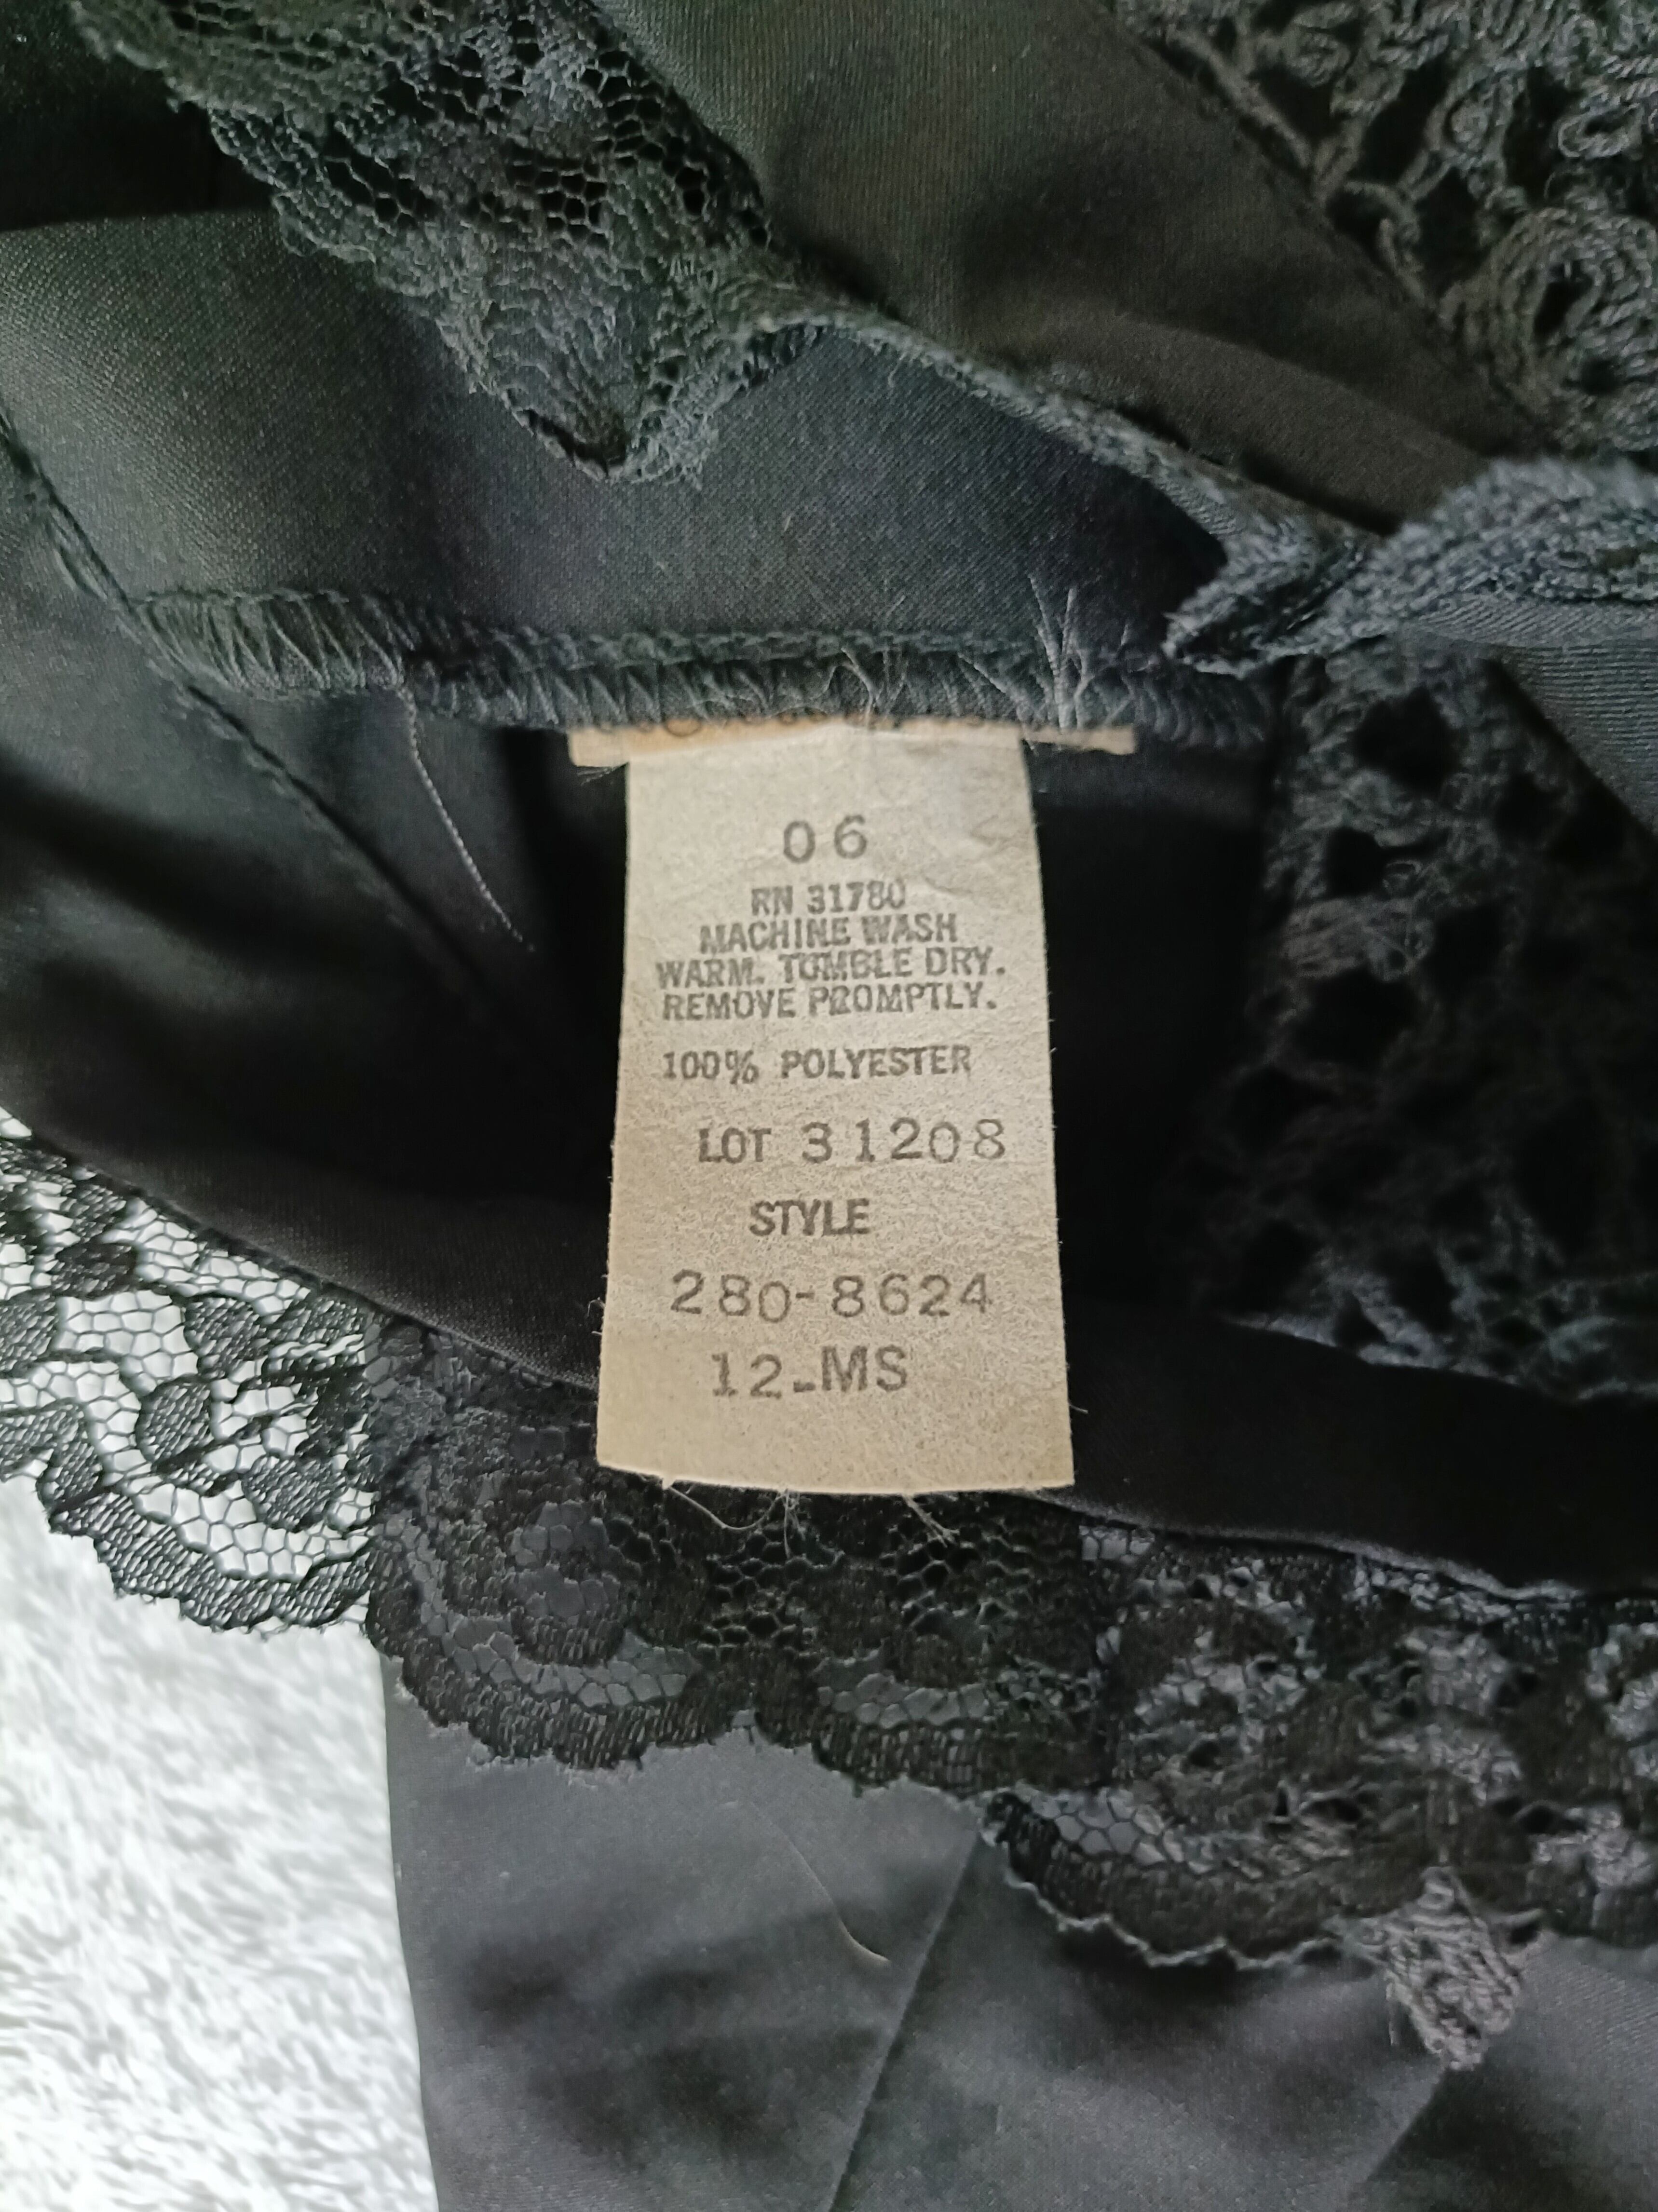 06
RN 31780
MACHINE WASH
WARM. TUMBLE DRY.
REMOVE PROMPTLY.
100% POLYESTER
LOT 31208
STYLE
280-8624
12-MS